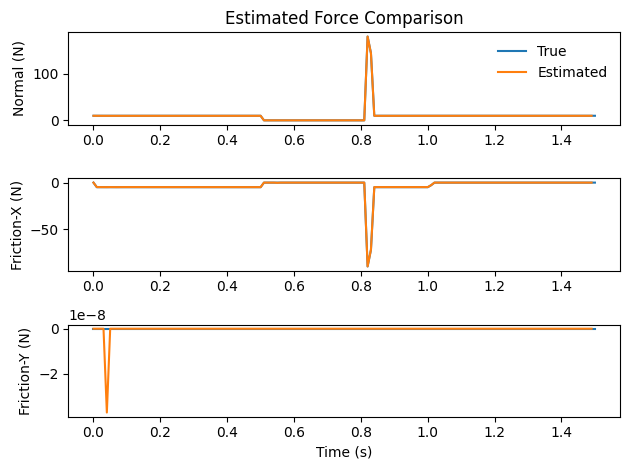 Estimated Force Comparison
Normal (N)
100
0
True
Estimated
0.0 0.2 0.4 0.6 0.8 1.0 1.2 1.4
Friction-X (N)
0
−50
0.0 0.2 0.4 0.6 0.8 1.0 1.2 1.4
1e−8
Friction-Y (N)
0
−2
0.0 0.2 0.4 0.6 0.8 1.0 1.2 1.4
Time (s)